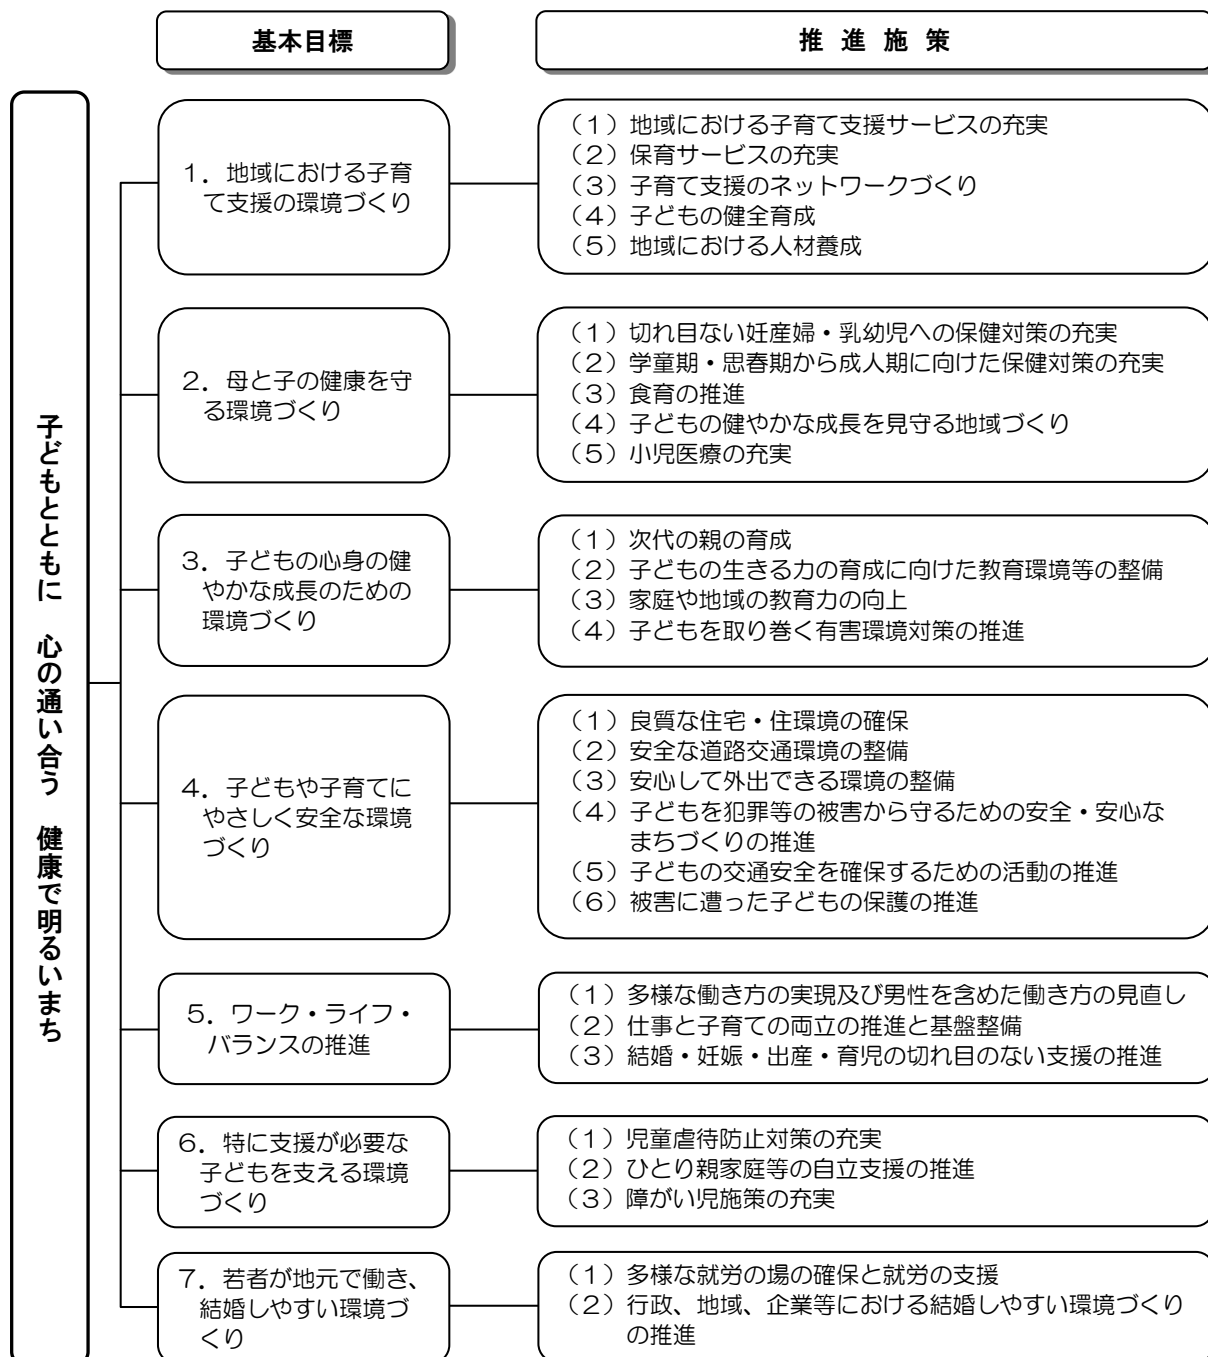 基本目標
推進施策
子どもとともに 心の通い合う 健康で明るいまち
1．地域における子育
て支援の環境づくり
（1）地域における子育て支援サービスの充実
（2）保育サービスの充実
（3）子育て支援のネットワークづくり
（4）子どもの健全育成
（5）地域における人材養成
2．母と子の健康を守
る環境づくり
（1）切れ目ない妊産婦・乳幼児への保健対策の充実
（2）学童期・思春期から成人期に向けた保健対策の充実
（3）食育の推進
（4）子どもの健やかな成長を見守る地域づくり
（5）小児医療の充実
3．子どもの心身の健
やかな成長のための
環境づくり
（1）次代の親の育成
（2）子どもの生きる力の育成に向けた教育環境等の整備
（3）家庭や地域の教育力の向上
（4）子どもを取り巻く有害環境対策の推進
4．子どもや子育てに
やさしく安全な環境
づくり
（1）良質な住宅・住環境の確保
（2）安全な道路交通環境の整備
（3）安心して外出できる環境の整備
（4）子どもを犯罪等の被害から守るための安全・安心な
まちづくりの推進
（5）子どもの交通安全を確保するための活動の推進
（6）被害に遭った子どもの保護の推進
5．ワーク・ライフ・
バランスの推進
（1）多様な働き方の実現及び男性を含めた働き方の見直し
（2）仕事と子育ての両立の推進と基盤整備
（3）結婚・妊娠・出産・育児の切れ目のない支援の推進
6．特に支援が必要な
子どもを支える環境
づくり
（1）児童虐待防止対策の充実
（2）ひとり親家庭等の自立支援の推進
（3）障がい児施策の充実
7．若者が地元で働き、
結婚しやすい環境づ
くり
（1）多様な就労の場の確保と就労の支援
（2）行政、地域、企業等における結婚しやすい環境づくり
の推進